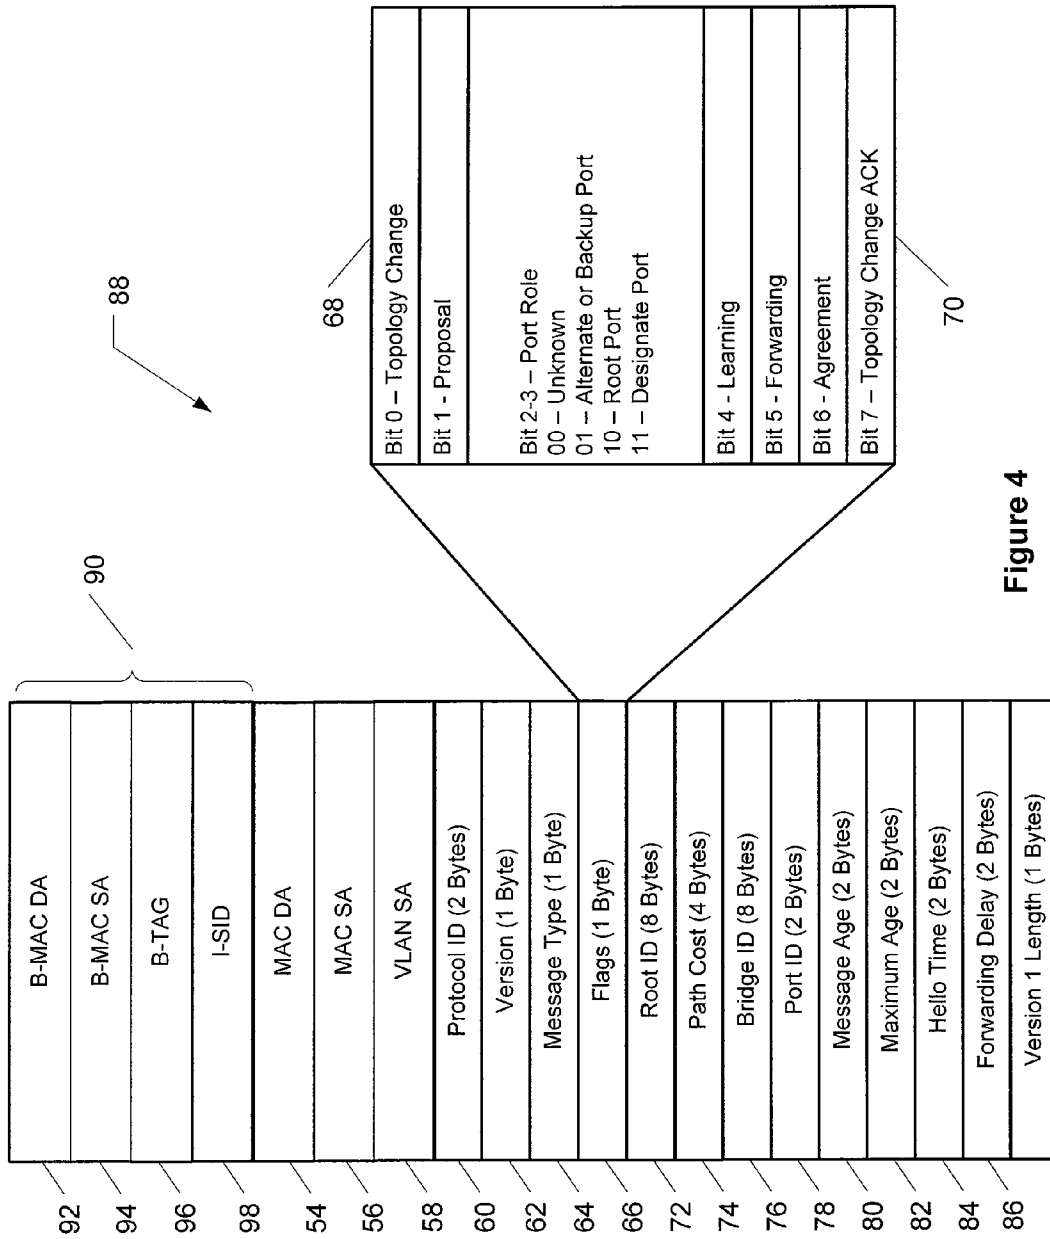 88
90
92
B-MAC DA
94
B-MAC SA
96
B-TAG
98
I-SID
54
MAC DA
56
MAC SA
58
VLAN SA
60
Protocol ID (2 Bytes)
62
Version (1 Byte)
64
Message Type (1 Byte)
66
Flags (1 Byte)
72
Root ID (8 Bytes)
74
Path Cost (4 Bytes)
76
Bridge ID (8 Bytes)
78
Port ID (2 Bytes)
80
Message Age (2 Bytes)
82
Maximum Age (2 Bytes)
84
Hello Time (2 Bytes)
86
Forwarding Delay (2 Bytes)
Version 1 Length (1 Bytes)
68
Bit 0 – Topology Change
Bit 1 - Proposal
Bit 2-3 – Port Role
00 – Unknown
01 – Alternate or Backup Port
10 – Root Port
11 – Designate Port
Bit 4 - Learning
Bit 5 - Forwarding
Bit 6 - Agreement
Bit 7 – Topology Change ACK
70
Figure 4